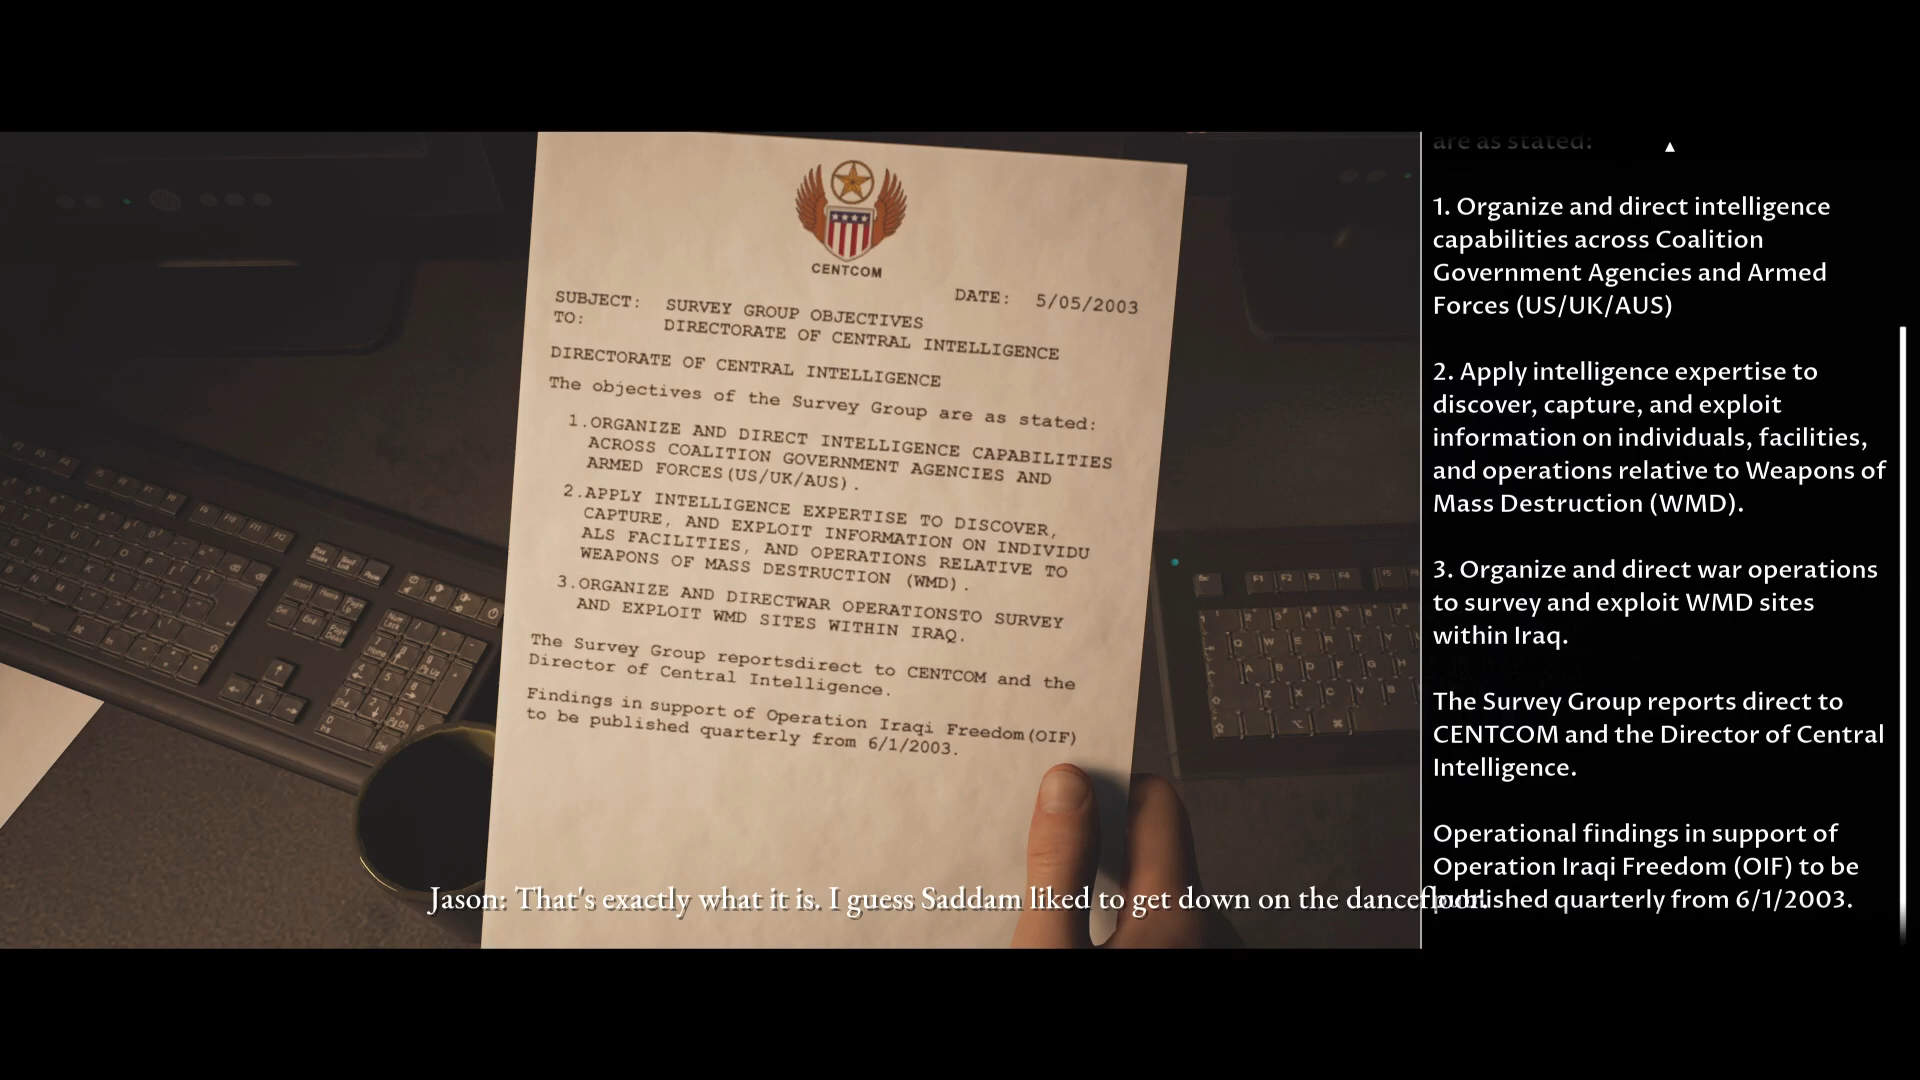 CENTCOM
DATE: 5/05/2003
SUBJECT: SURVEY GROUP OBJECTIVES
TO: DIRECTORATE OF CENTRAL INTELLIGENCE
DIRECTORATE OF CENTRAL INTELLIGENCE
The objectives of the Survey Group are as stated:
1.ORGANIZE AND DIRECT INTELLIGENCE CAPABILITIES
ACROSS COALITION GOVERNMENT AGENCIES AND
ARMED FORCES(US/UK/AUS).
2.APPLY INTELLIGENCE EXPERTISE TO DISCOVER,
CAPTURE, AND EXPLOIT INFORMATION ON INDIVIDU
ALS FACILITIES, AND OPERATIONS RELATIVE TO
WEAPONS OF MASS DESTRUCTION (WMD).
3.ORGANIZE AND DIRECTWAR OPERATIONSTO SURVEY
AND EXPLOIT WMD SITES WITHIN IRAQ.
The Survey Group reportsdirect to CENTCOM and the
Director of Central Intelligence.
Findings in support of Operation Iraqi Freedom(OIF)
to be published quarterly from 6/1/2003.
Jason: That's exactly what it is. I guess Saddam liked to get down on the dancefloor.
are as stated:
1. Organize and direct intelligence
capabilities across Coalition
Government Agencies and Armed
Forces (US/UK/AUS)
2. Apply intelligence expertise to
discover, capture, and exploit
information on individuals, facilities,
and operations relative to Weapons of
Mass Destruction (WMD).
3. Organize and direct war operations
to survey and exploit WMD sites
within Iraq.
The Survey Group reports direct to
CENTCOM and the Director of Central
Intelligence.
Operational findings in support of
Operation Iraqi Freedom (OIF) to be
published quarterly from 6/1/2003.